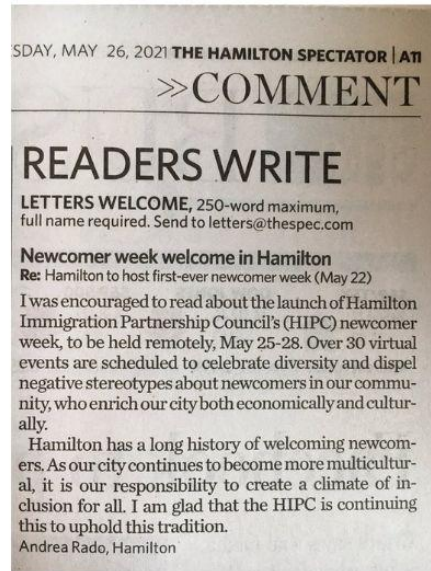 SDAY, MAY 26, 2021 THE HAMILTON SPECTATOR | A11
>>COMMENT
READERS WRITE
LETTERS WELCOME, 250-word maximum,
full name required. Send to letters@thespec.com
Newcomer week welcome in Hamilton
Re: Hamilton to host first-ever newcomer week (May 22)
I was encouraged to read about the launch of Hamilton
Immigration Partnership Council's (HIPC) newcomer
week, to be held remotely, May 25-28. Over 30 virtual
events are scheduled to celebrate diversity and dispel
negative stereotypes about newcomers in our commu-
nity, who enrich our city both economically and cultur-
ally.
Hamilton has a long history of welcoming newcom-
ers. As our city continues to become more multicultur-
al, it is our responsibility to create a climate of in-
clusion for all. I am glad that the HIPC is continuing
this to uphold this tradition.
Andrea Rado, Hamilton